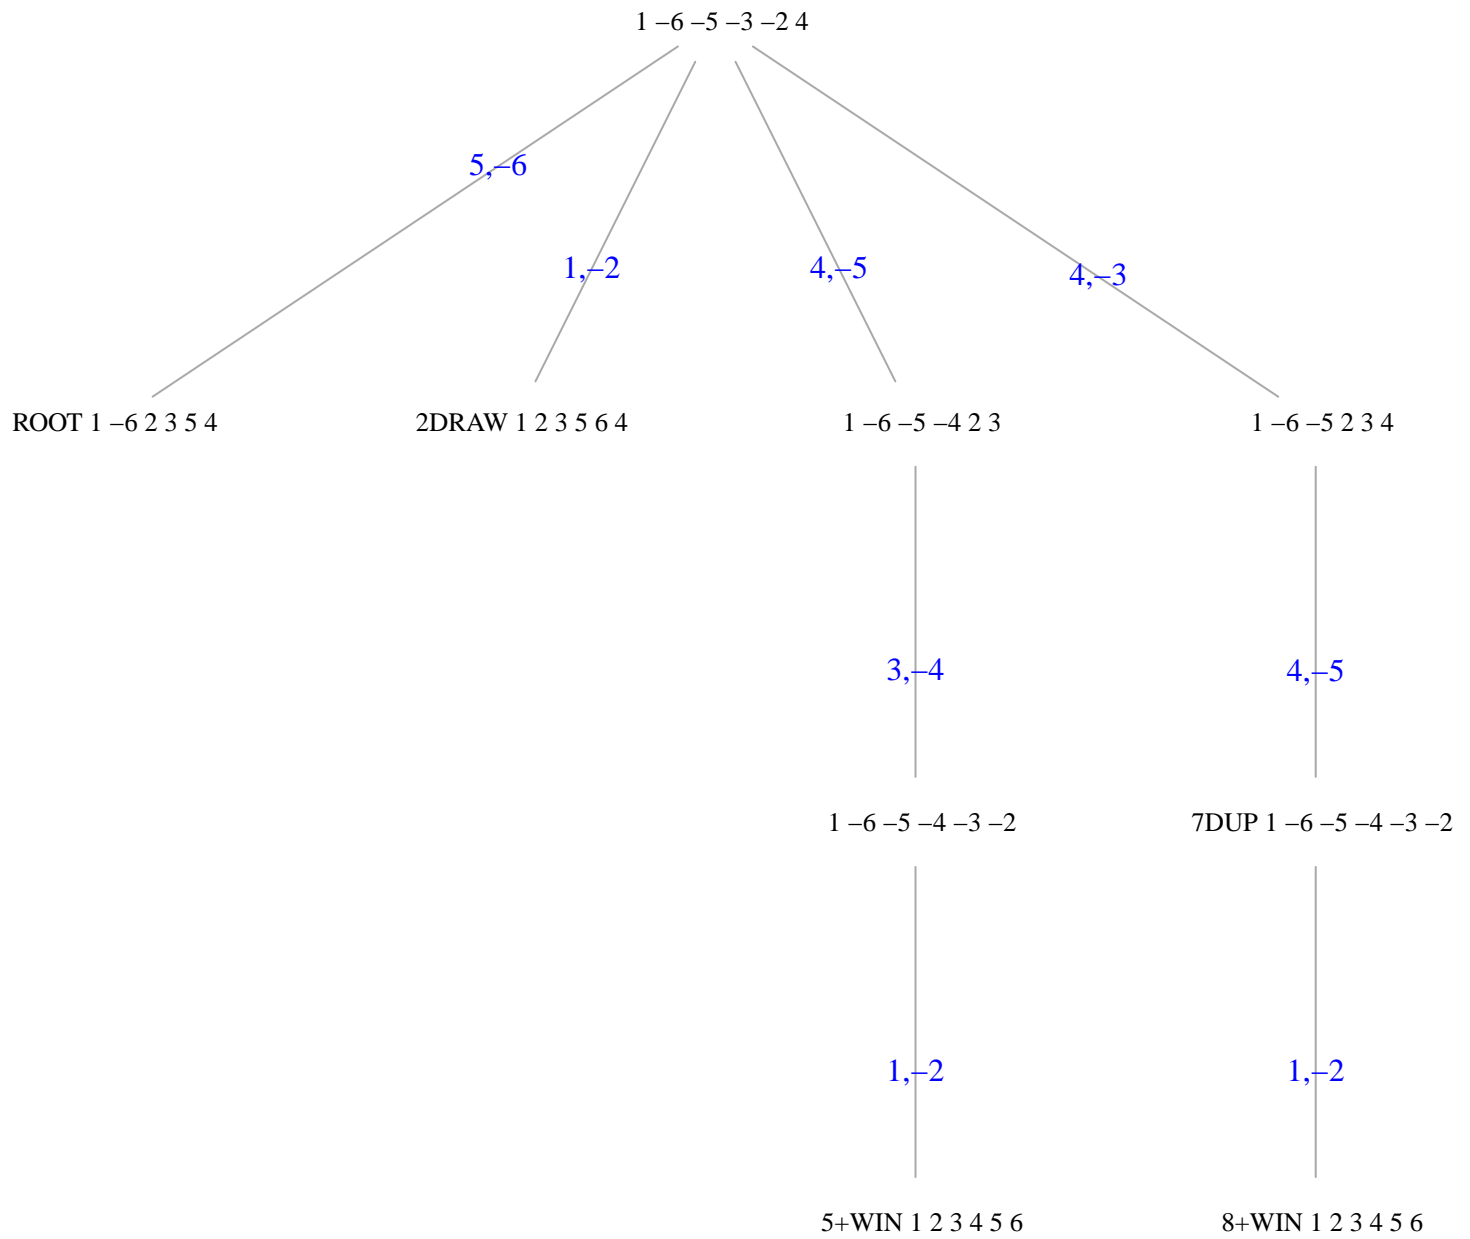 1 –6 –5 –3 –2 4
5,–6
1,–2
4,–5
4,–3
ROOT 1 –6 2 3 5 4
2DRAW 1 2 3 5 6 4
1 –6 –5 –4 2 3
1 –6 –5 2 3 4
3,–4
4,–5
1 –6 –5 –4 –3 –2
7DUP 1 –6 –5 –4 –3 –2
1,–2
1,–2
5+WIN 1 2 3 4 5 6
8+WIN 1 2 3 4 5 6